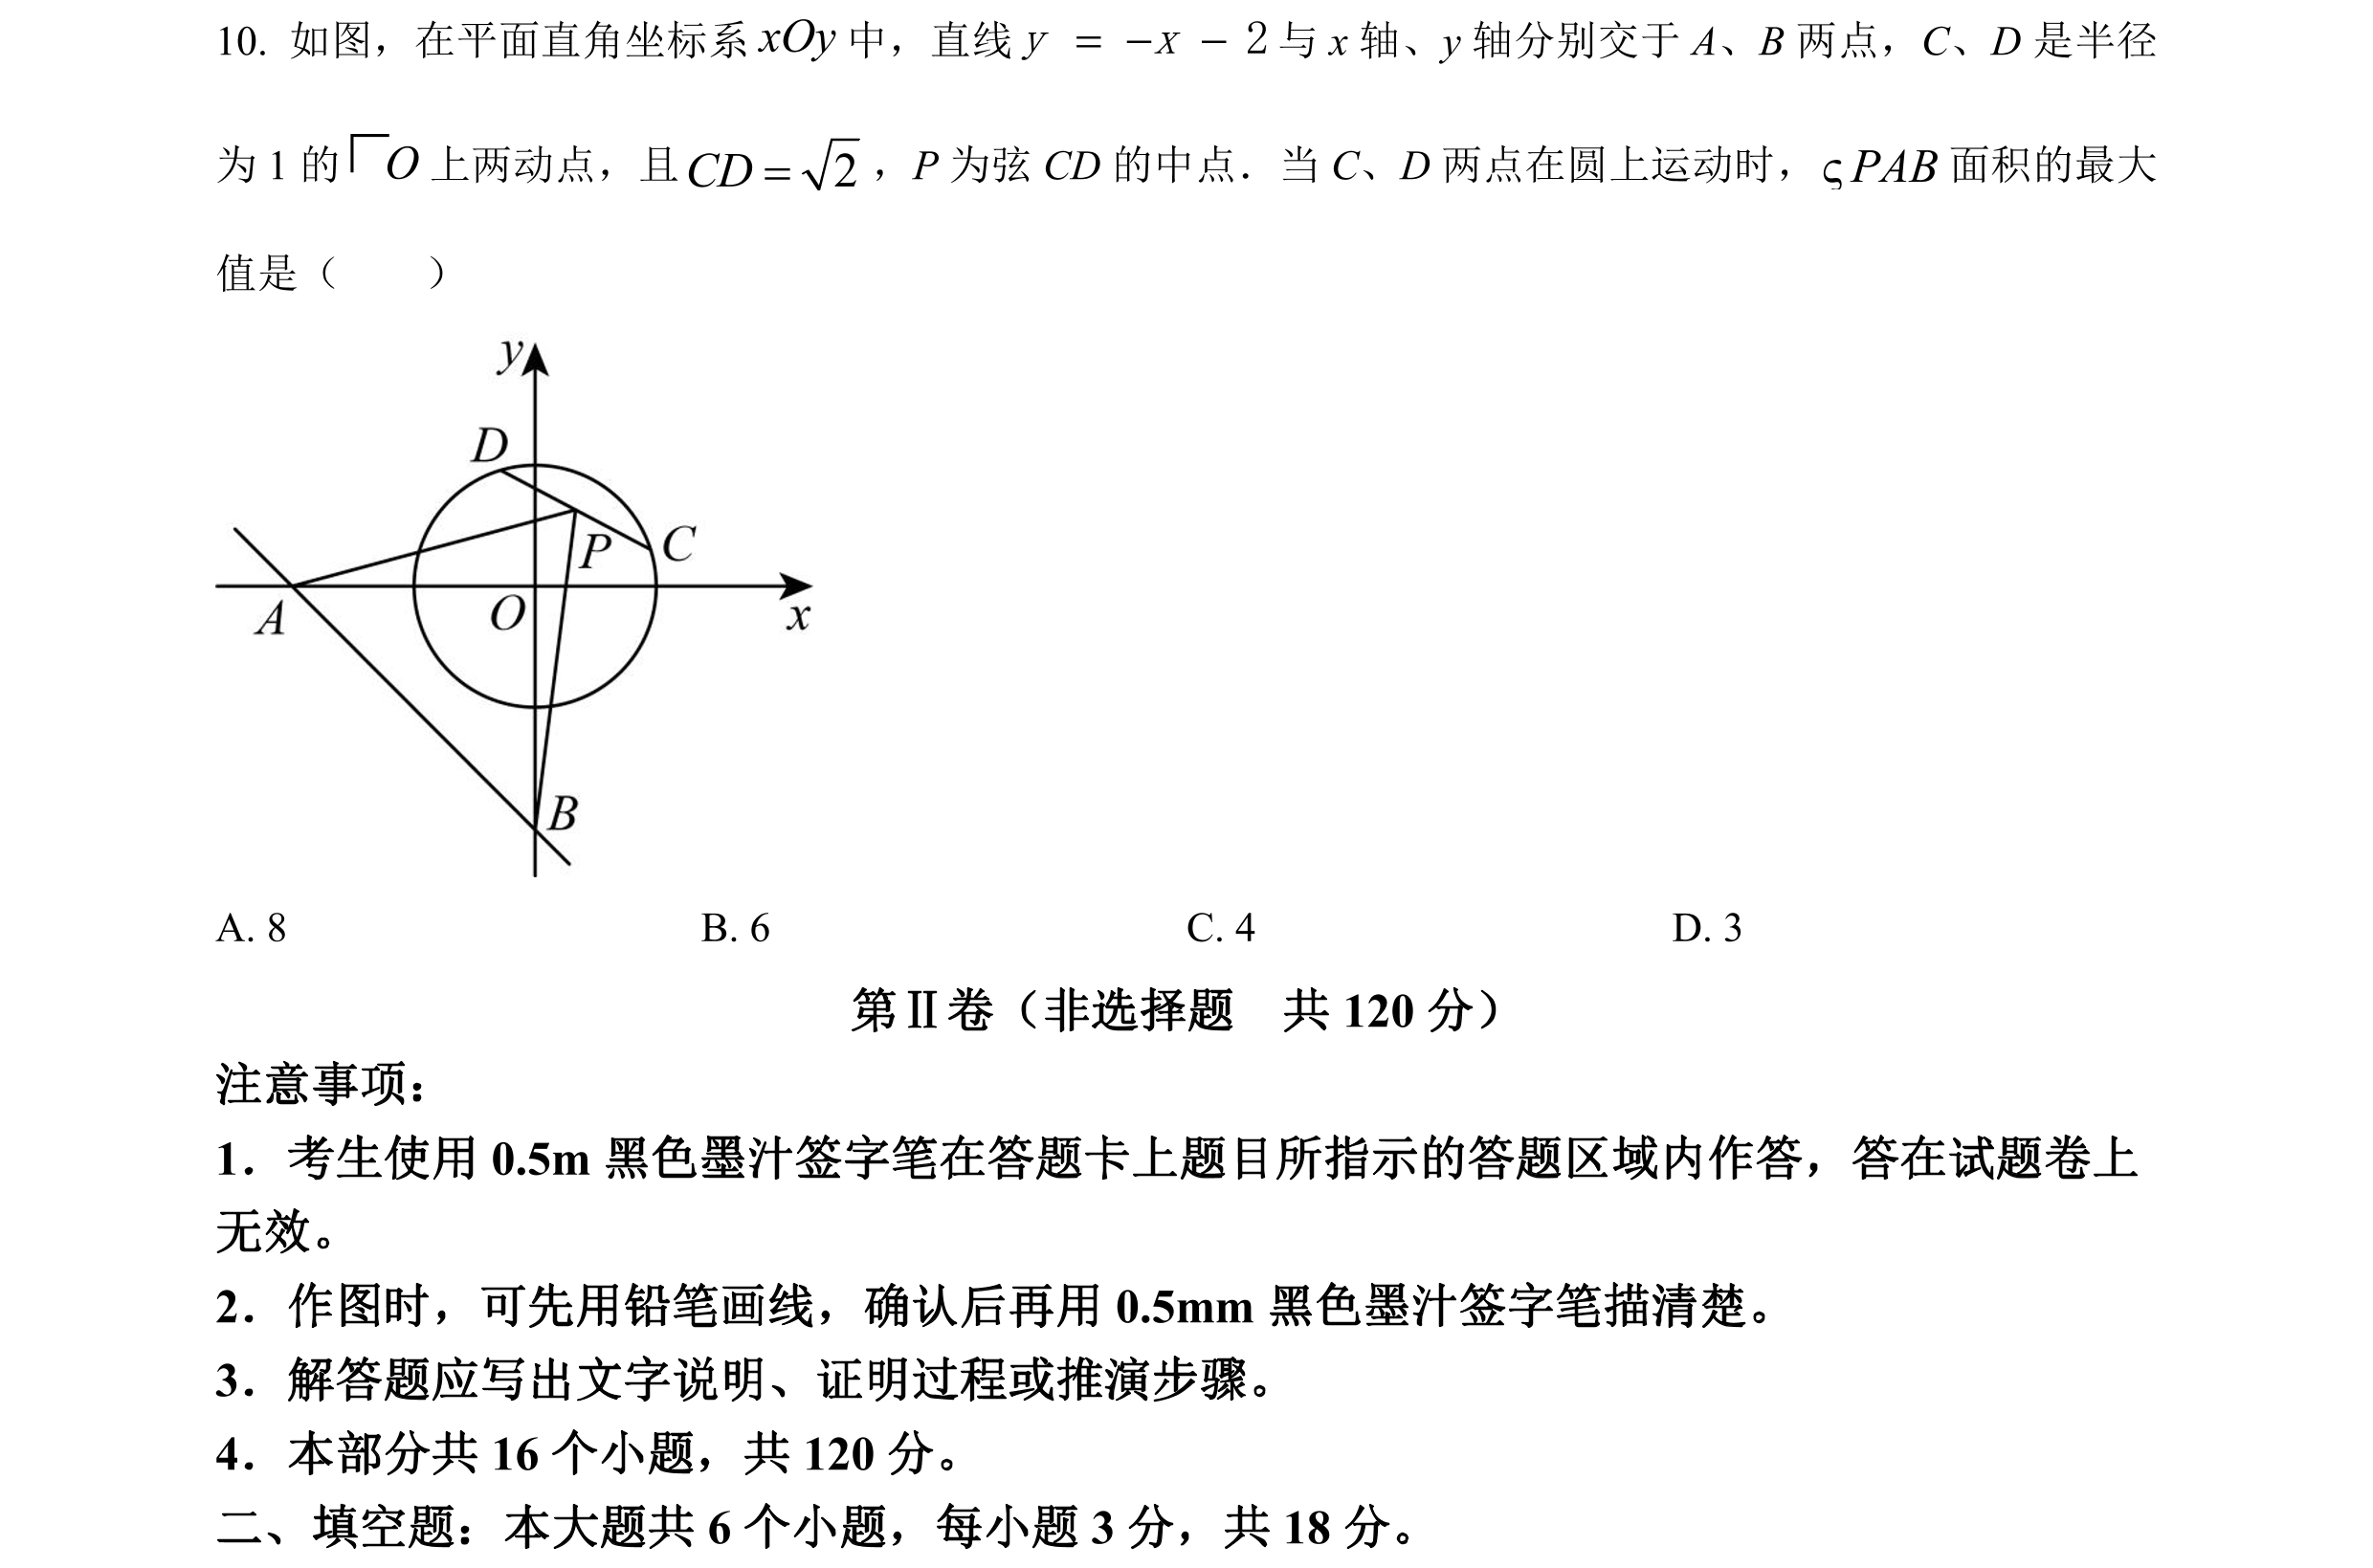 10. 如图，在平面直角坐标系 xOy 中，直线 y = -x - 2 与 x 轴、y 轴分别交于 A、B 两点，C、D 是半径
为 1 的 O 上两动点，且 CD = √2，P 为弦 CD 的中点．当 C、D 两点在圆上运动时，ςPAB 面积的最大
值是（　　）
y
D
C
P
A
O
x
B
A. 8 B. 6 C. 4 D. 3
第Ⅱ卷（非选择题　共 120 分）
注意事项：
1．考生使用 0.5m 黑色墨汁签字笔在答题卡上题目所指示的答题区域内作答，答在试题卷上
无效。
2．作图时，可先用铅笔画线，确认后再用 0.5mm 黑色墨汁签字笔描清楚。
3．解答题应写出文字说明、证明过程或推演步骤。
4．本部分共 16 个小题，共 120 分。
二、填空题：本大题共 6 个小题，每小题 3 分，共 18 分。